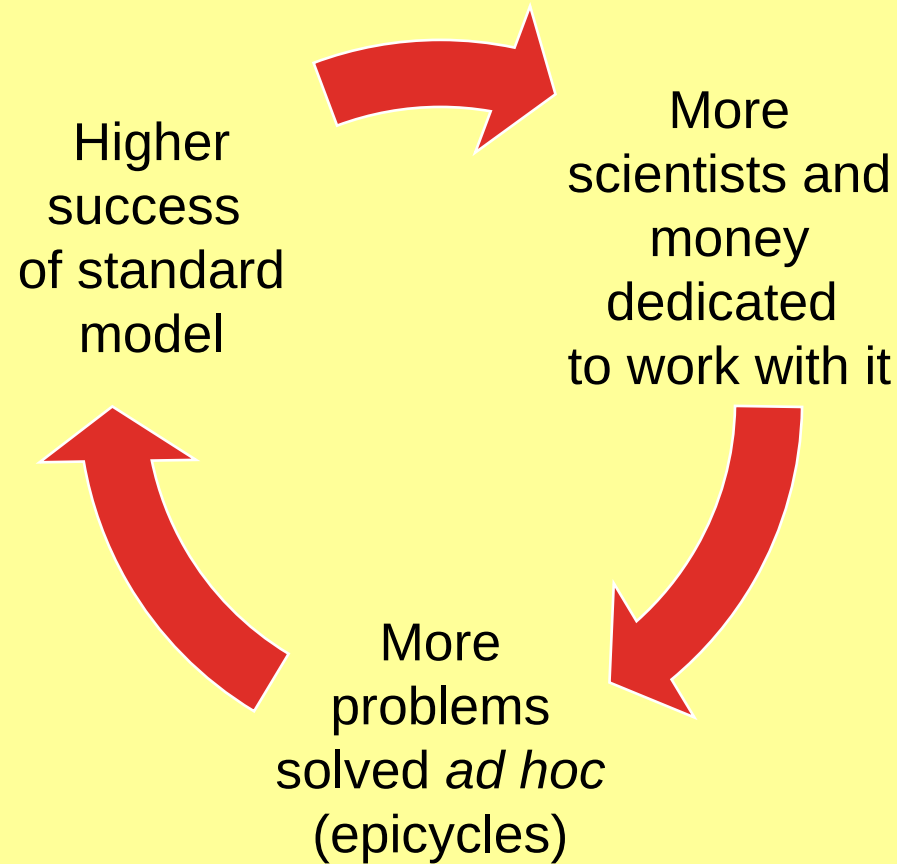 Higher
success
of standard
model
More
scientists and
money
dedicated
to work with it
More
problems
solved ad hoc
(epicycles)